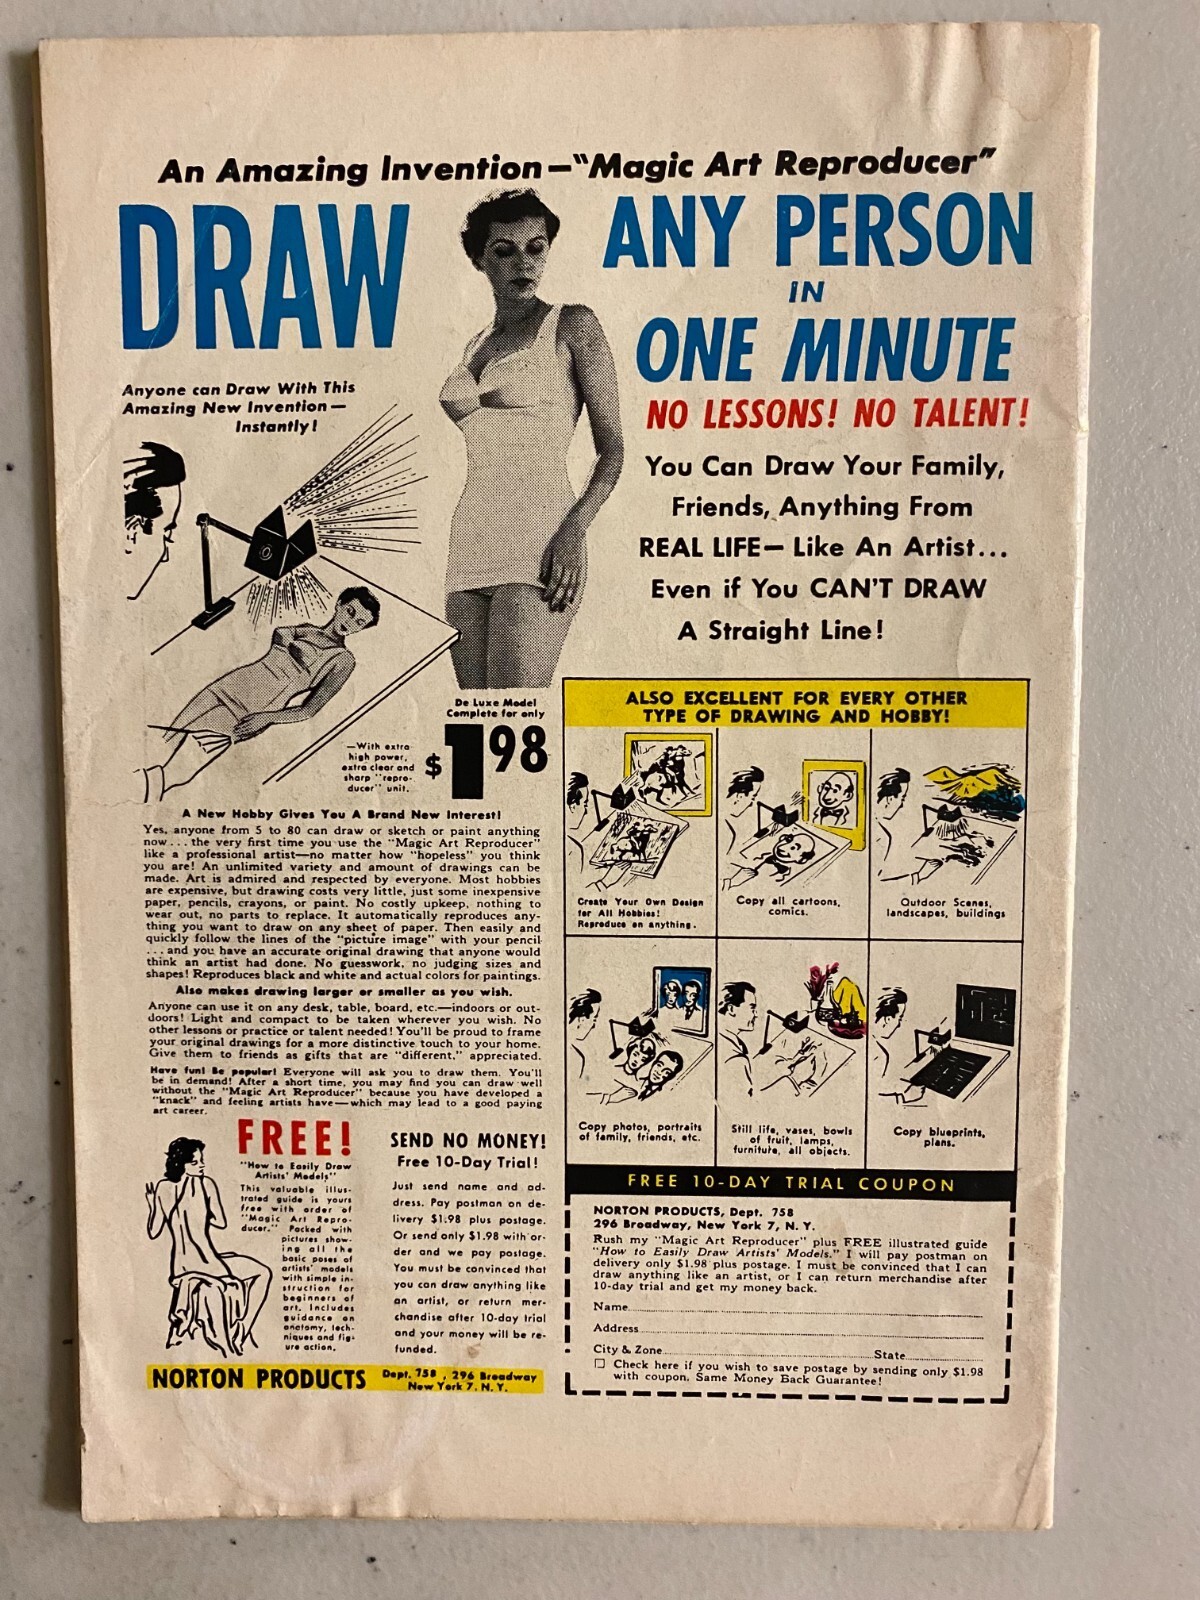 An Amazing Invention—"Magic Art Reproducer"
DRAW
ANY PERSON
IN
ONE MINUTE
NO LESSONS! NO TALENT!
You Can Draw Your Family,
Friends, Anything From
REAL LIFE— Like An Artist...
Even if You CAN'T DRAW
A Straight Line!
Anyone can Draw With This
Amazing New Invention—
Instantly!
De Luxe Model
Complete for only
$1.98
—With extra
high power,
extra clear and
sharp "repro-
ducer" unit.
A New Hobby Gives You A Brand New Interest!
Yes, anyone from 5 to 80 can draw or sketch or paint anything
now...the very first time you use the "Magic Art Reproducer"
like a professional artist—no matter how "hopeless" you think
you are! An unlimited variety and amount of drawings can be
made. Art is admired and respected by everyone. Most hobbies
are expensive, but drawing costs very little, just some inexpensive
paper, pencils, crayons, or paint. No costly upkeep, nothing to
wear out, no parts to replace. It automatically reproduces any-
thing you want to draw on any sheet of paper. Then easily and
quickly follow the lines of the "picture image" with your pencil
...and you have an accurate original drawing that anyone would
think an artist had done. No guesswork, no judging sizes and
shapes! Reproduces black and white and actual colors for paintings.
Also makes drawing larger or smaller as you wish.
Anyone can use it on any desk, table, board, etc.—indoors or out-
doors! Light and compact to be taken wherever you wish. No
other lessons or practice or talent needed! You'll be proud to frame
your original drawings for a more distinctive touch to your home.
Give them to friends as gifts that are "different," appreciated.
Have fun! Be popular! Everyone will ask you to draw them. You'll
be in demand! After a short time, you may find you can draw well
without the "Magic Art Reproducer" because you have developed a
"knack" and feeling artists have—which may lead to a good paying
art career.
FREE!
"How to Easily Draw
Artists' Models"
This valuable illus-
trated guide is yours
free with order of
"Magic Art Repro-
ducer." Packed with
pictures show-
ing all the
basic poses of
artists' models
with simple in-
struction for
beginners of
art. Includes
guidance on
anatomy, tech-
niques and fig-
ure action.
SEND NO MONEY!
Free 10-Day Trial!
Just send name and ad-
dress. Pay postman on de-
livery $1.98 plus postage.
Or send only $1.98 with or-
der and we pay postage.
You must be convinced that
you can draw anything like
an artist, or return mer-
chandise after 10-day trial
and your money will be re-
funded.
NORTON PRODUCTS
Dept. 758, 296 Broadway
New York 7, N. Y.
ALSO EXCELLENT FOR EVERY OTHER
TYPE OF DRAWING AND HOBBY!
Create Your Own Design
for All Hobbies!
Reproduce on anything.
Copy all cartoons,
comics.
Outdoor Scenes,
landscapes, buildings
Copy photos, portraits
of family, friends, etc.
Still life, vases, bowls
of fruit, lamps,
furniture, all objects.
Copy blueprints,
plans.
FREE 10-DAY TRIAL COUPON
NORTON PRODUCTS, Dept. 758
296 Broadway, New York 7, N. Y.
Rush my "Magic Art Reproducer" plus FREE illustrated guide
"How to Easily Draw Artists' Models." I will pay postman on
delivery only $1.98 plus postage. I must be convinced that I can
draw anything like an artist, or I can return merchandise after
10-day trial and get my money back.
Name
Address
City & Zone State
☐ Check here if you wish to save postage by sending only $1.98
with coupon. Same Money Back Guarantee!